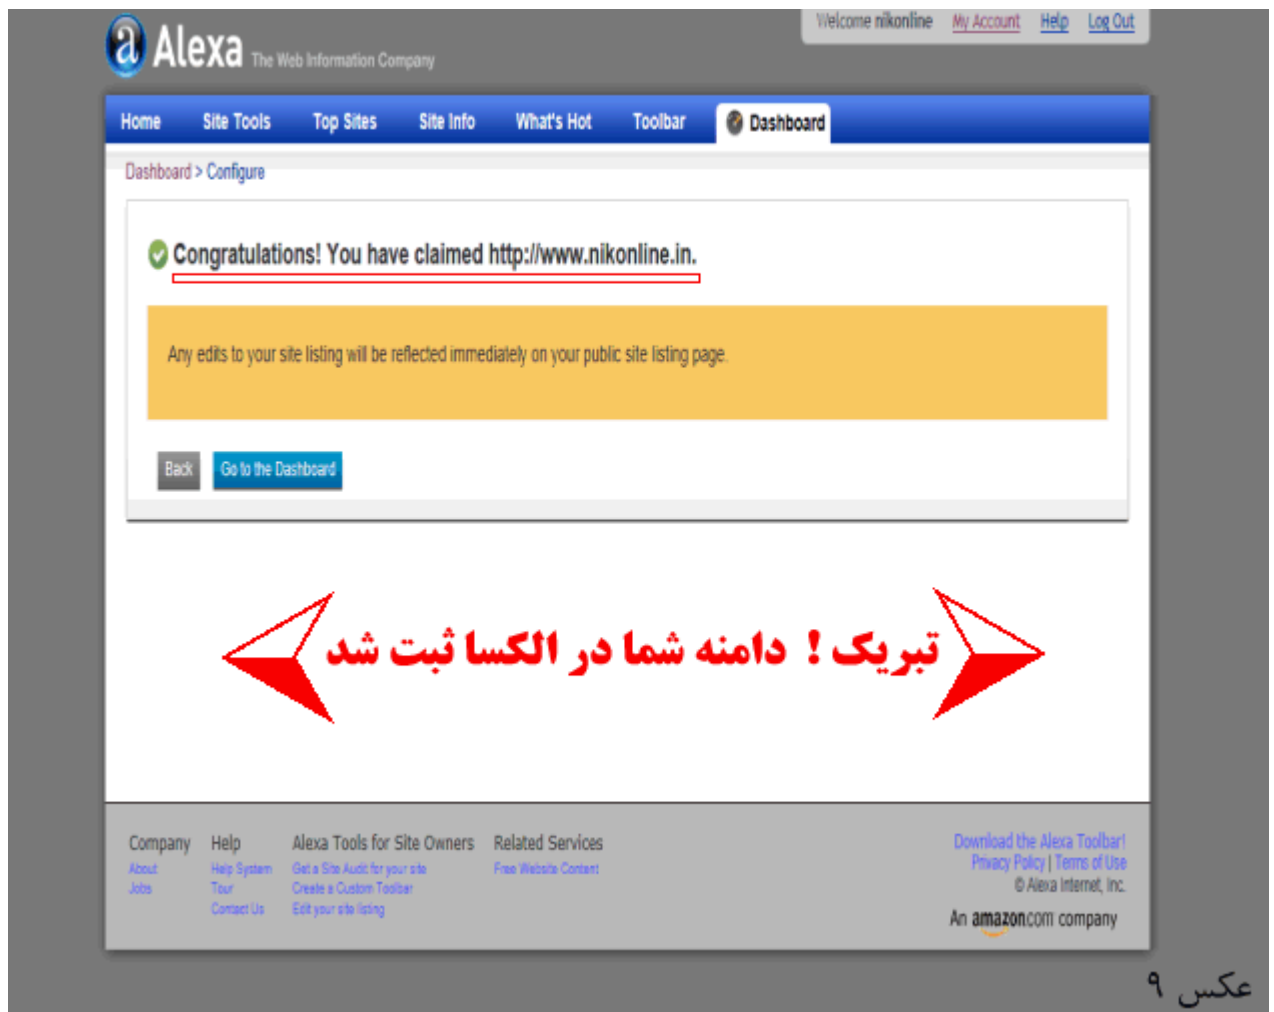 Welcome nikonline My Account Help Log Out
a Alexa The Web Information Company
Home Site Tools Top Sites Site Info What's Hot Toolbar Dashboard
Dashboard > Configure
Congratulations! You have claimed http://www.nikonline.in.
Any edits to your site listing will be reflected immediately on your public site listing page.
Back Go to the Dashboard
تبریک ! دامنه شما در الکسا ثبت شد
Company Help Alexa Tools for Site Owners Related Services
About Help System Get a Site Audit for your site Free Website Content
Jobs Tour Create a Custom Toolbar
Contact Us Edit your site listing
Download the Alexa Toolbar!
Privacy Policy | Terms of Use
© Alexa Internet, Inc.
An amazon.com company
عکس ۹